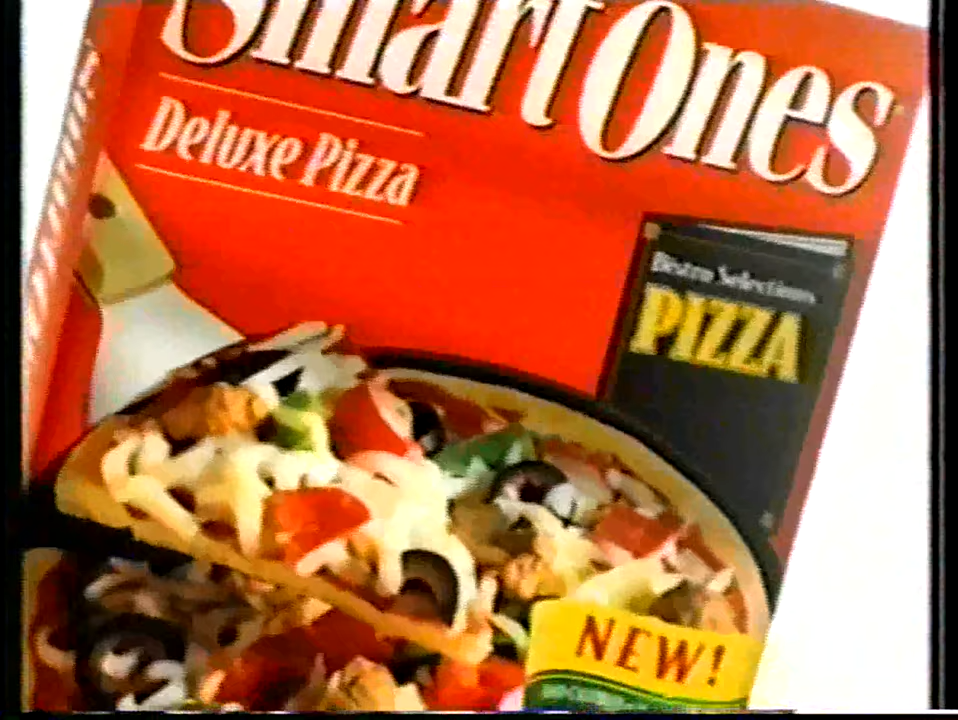 Smart Ones
Deluxe Pizza
Bistro Selections
PIZZA
NEW!